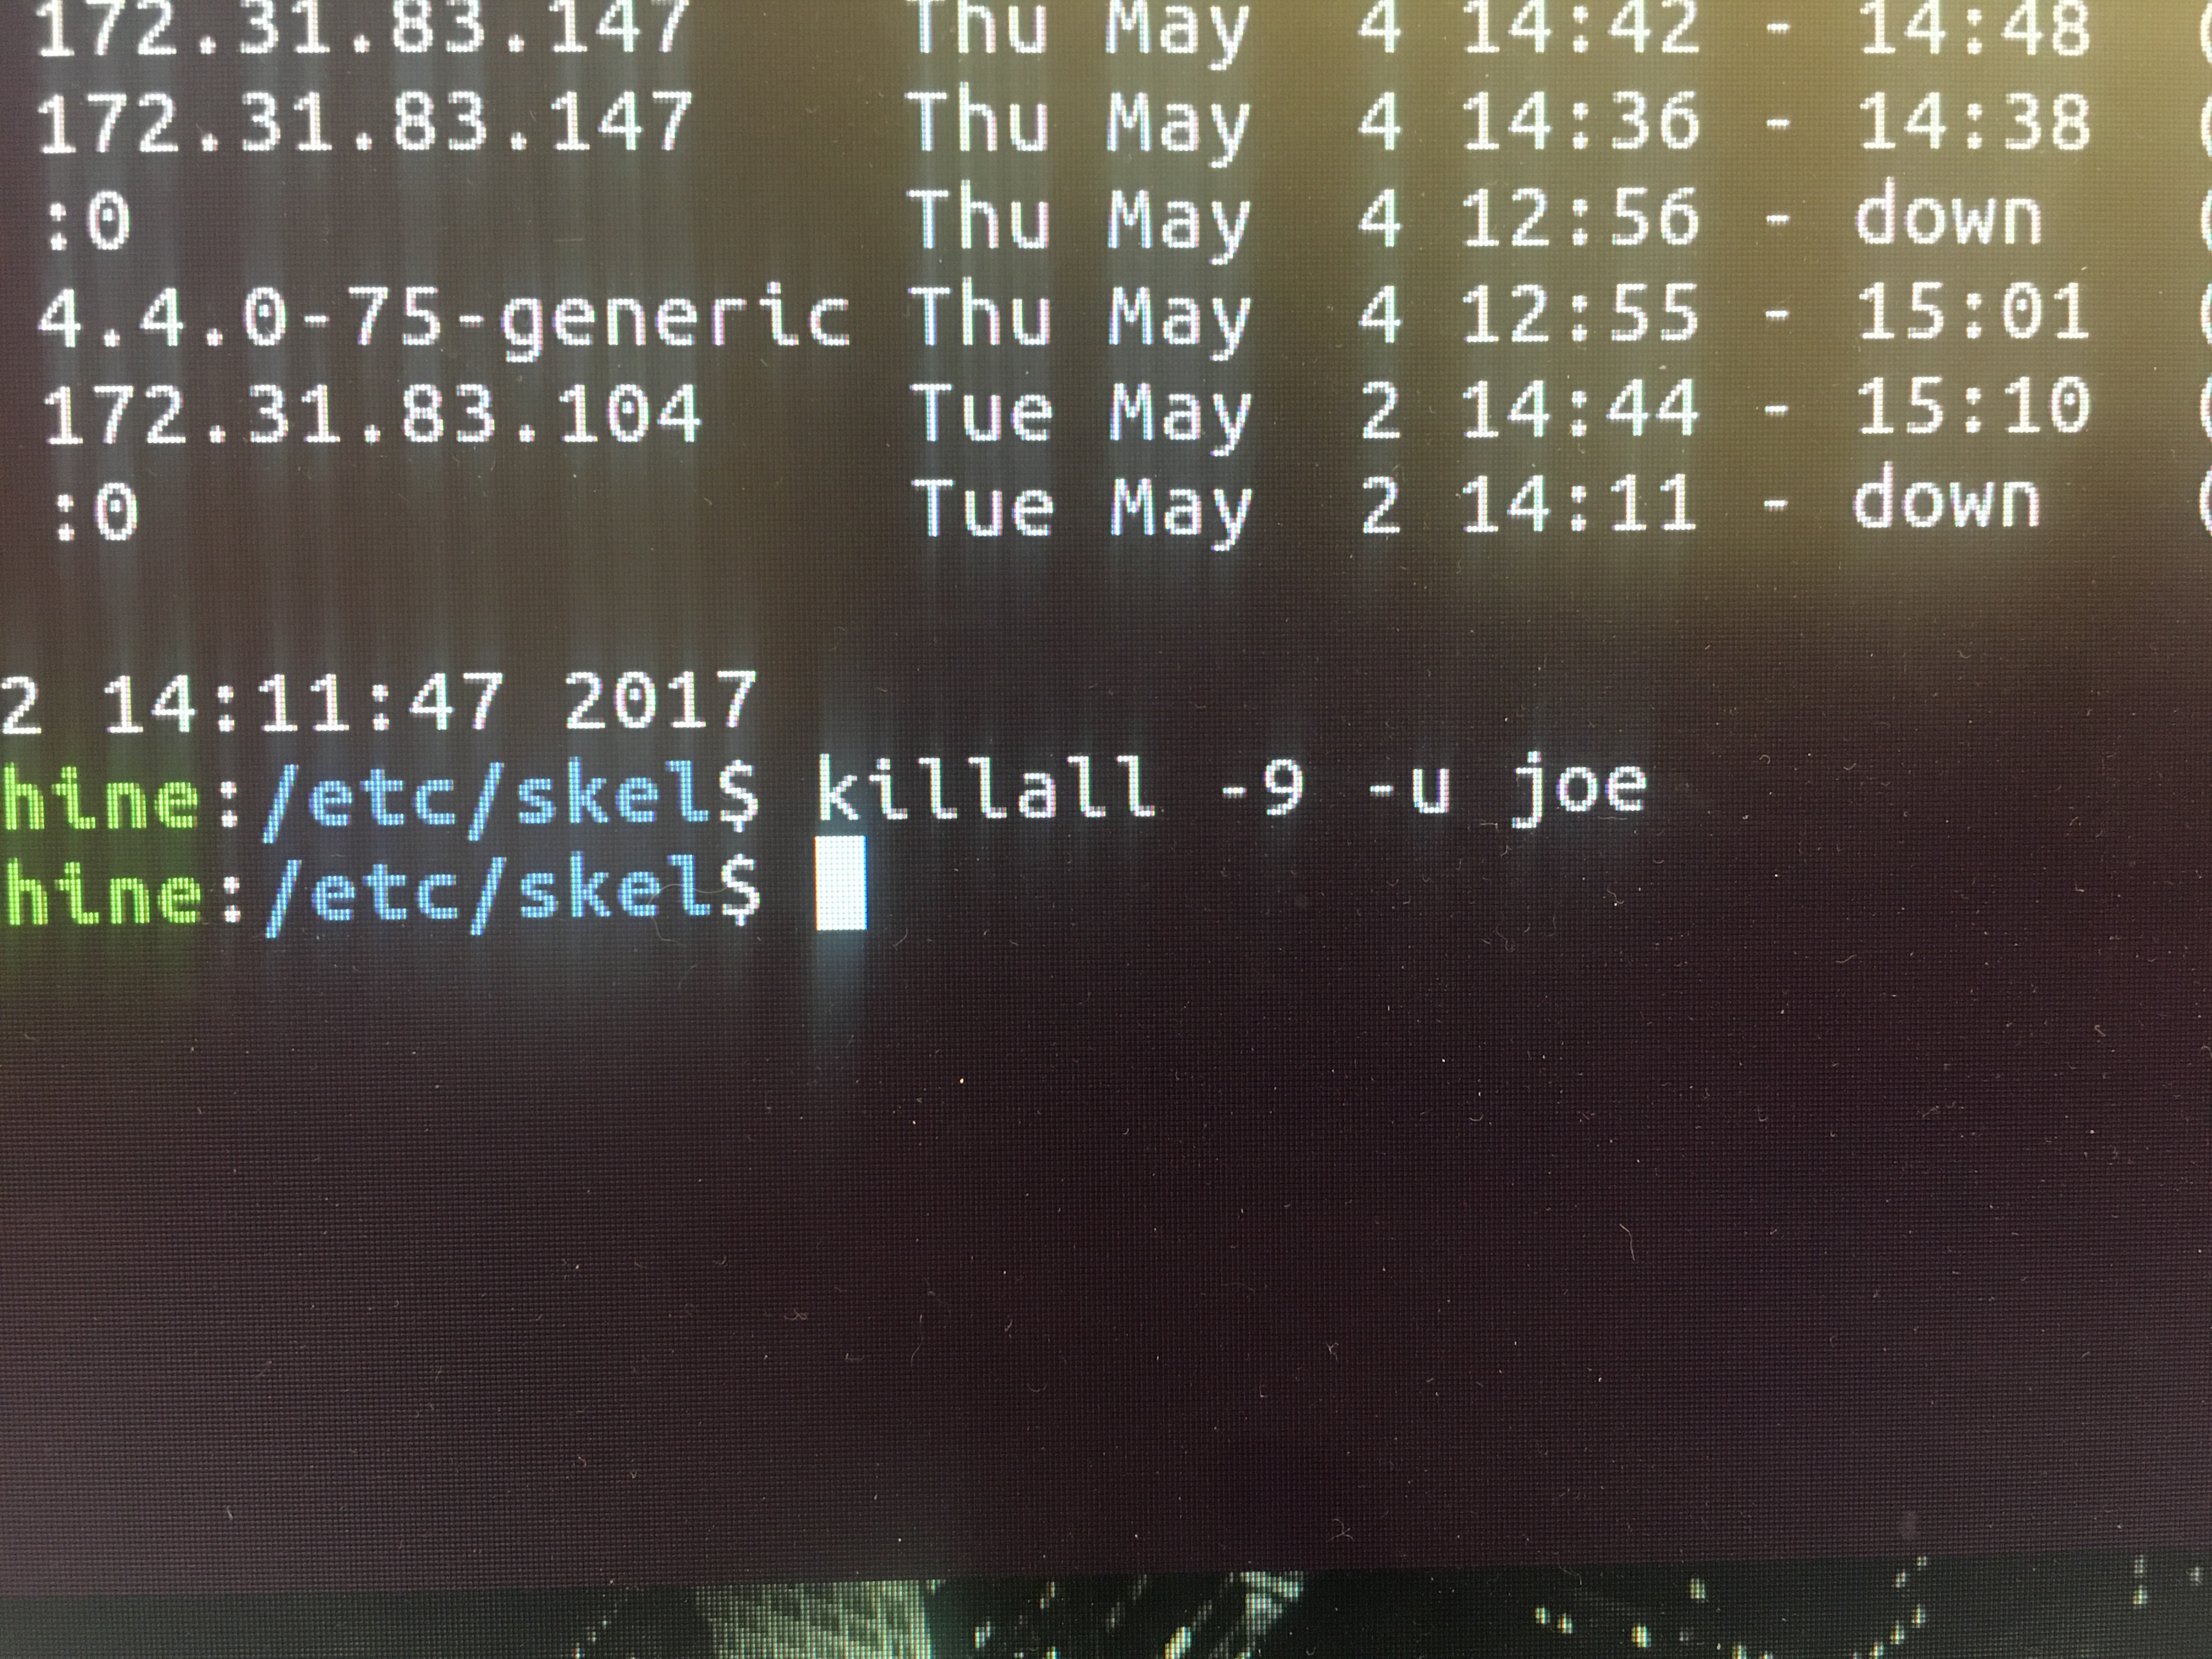 172.31.83.147 Thu May 4 14:42 - 14:48 (
172.31.83.147 Thu May 4 14:36 - 14:38 (
:0 Thu May 4 12:56 - down (
4.4.0-75-generic Thu May 4 12:55 - 15:01 (
172.31.83.104 Tue May 2 14:44 - 15:10 (
:0 Tue May 2 14:11 - down (
2 14:11:47 2017
hine:/etc/skel$ killall -9 -u joe
hine:/etc/skel$